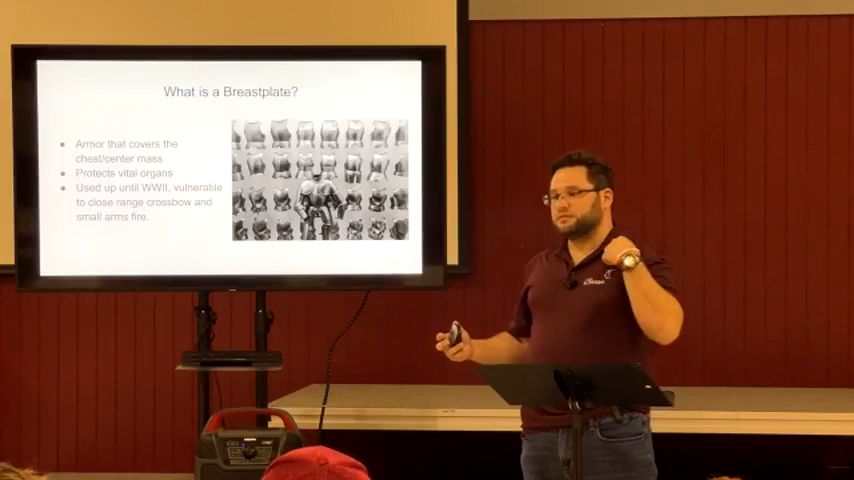 What is a Breastplate?
● Armor that covers the
chest/center mass
● Protects vital organs
● Used up until WWII, vulnerable
to close range crossbow and
small arms fire.